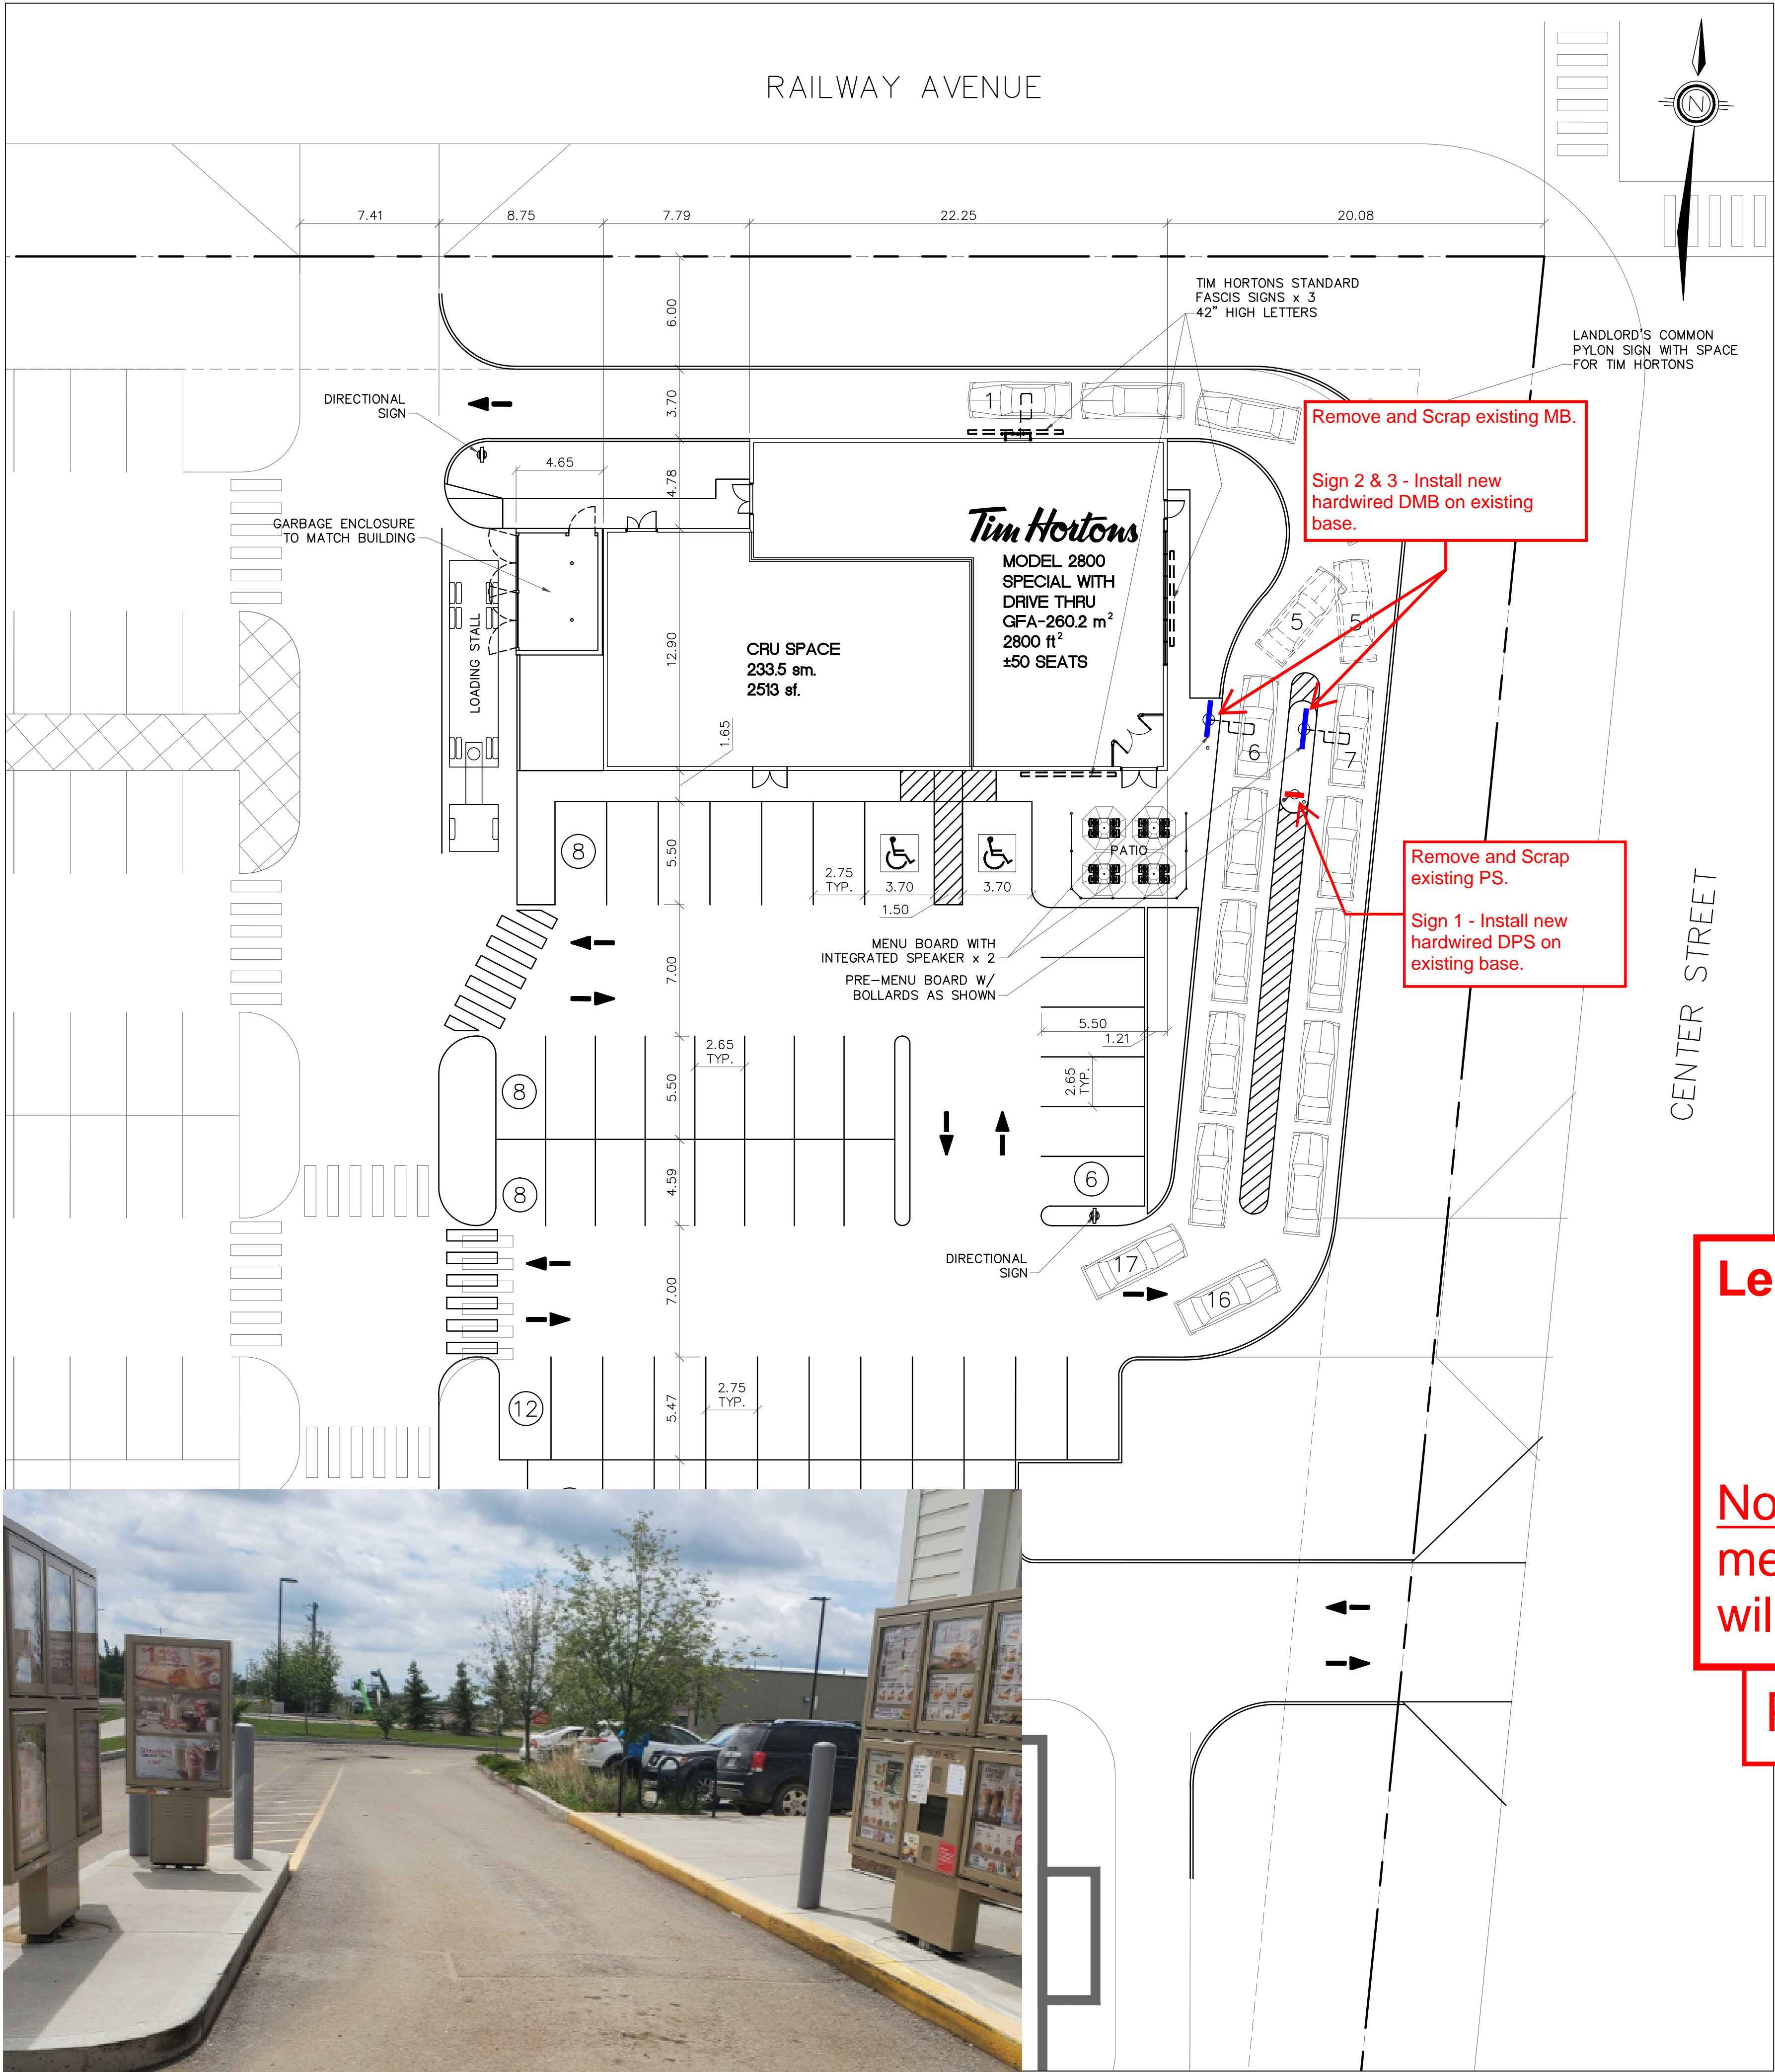 RAILWAY AVENUE
N
7.41
8.75
7.79
22.25
20.08
6.00
TIM HORTONS STANDARD
FASCIS SIGNS x 3
42" HIGH LETTERS
LANDLORD'S COMMON
PYLON SIGN WITH SPACE
FOR TIM HORTONS
DIRECTIONAL
SIGN
3.70
1
Remove and Scrap existing MB.
Sign 2 & 3 - Install new
hardwired DMB on existing
base.
4.65
4.78
GARBAGE ENCLOSURE
TO MATCH BUILDING
Tim Hortons
MODEL 2800
SPECIAL WITH
DRIVE THRU
GFA-260.2 m²
2800 ft²
±50 SEATS
LOADING STALL
12.90
CRU SPACE
233.5 sm.
2513 sf.
5
5
1.65
6
7
8
5.50
2.75
TYP.
3.70
3.70
1.50
PATIO
Remove and Scrap
existing PS.
Sign 1 - Install new
hardwired DPS on
existing base.
CENTER STREET
MENU BOARD WITH
INTEGRATED SPEAKER x 2
PRE-MENU BOARD W/
BOLLARDS AS SHOWN
7.00
5.50
1.21
2.65
TYP.
2.65
TYP.
8
5.50
8
4.59
6
DIRECTIONAL
SIGN
17
16
7.00
12
5.47
2.75
TYP.
Le
No
me
wil